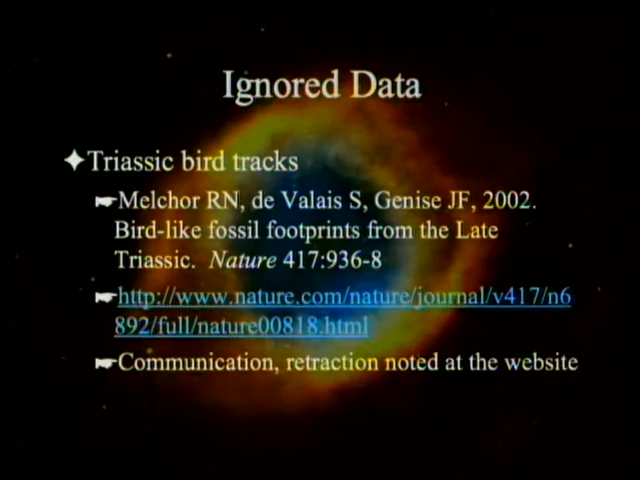 Ignored Data
Triassic bird tracks
Melchor RN, de Valais S, Genise JF, 2002.
Bird-like fossil footprints from the Late
Triassic. Nature 417:936-8
http://www.nature.com/nature/journal/v417/n6
892/full/nature00818.html
Communication, retraction noted at the website